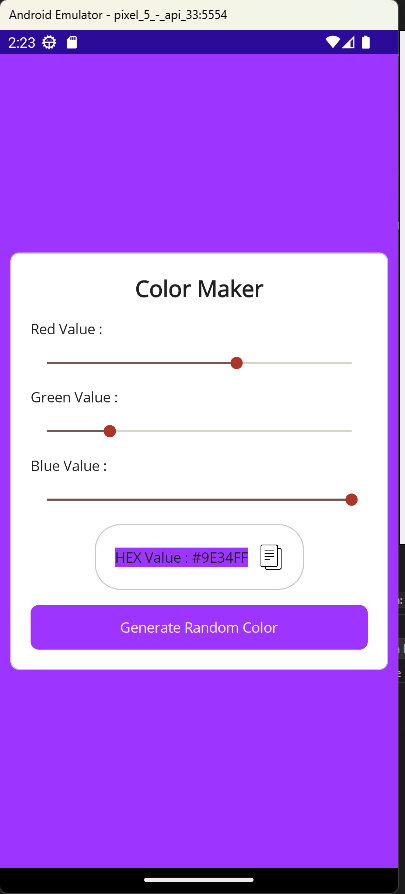 Android Emulator - pixel_5_-_api_33:5554
2:23
Color Maker
Red Value :
Green Value :
Blue Value :
HEX Value : #9E34FF
Generate Random Color